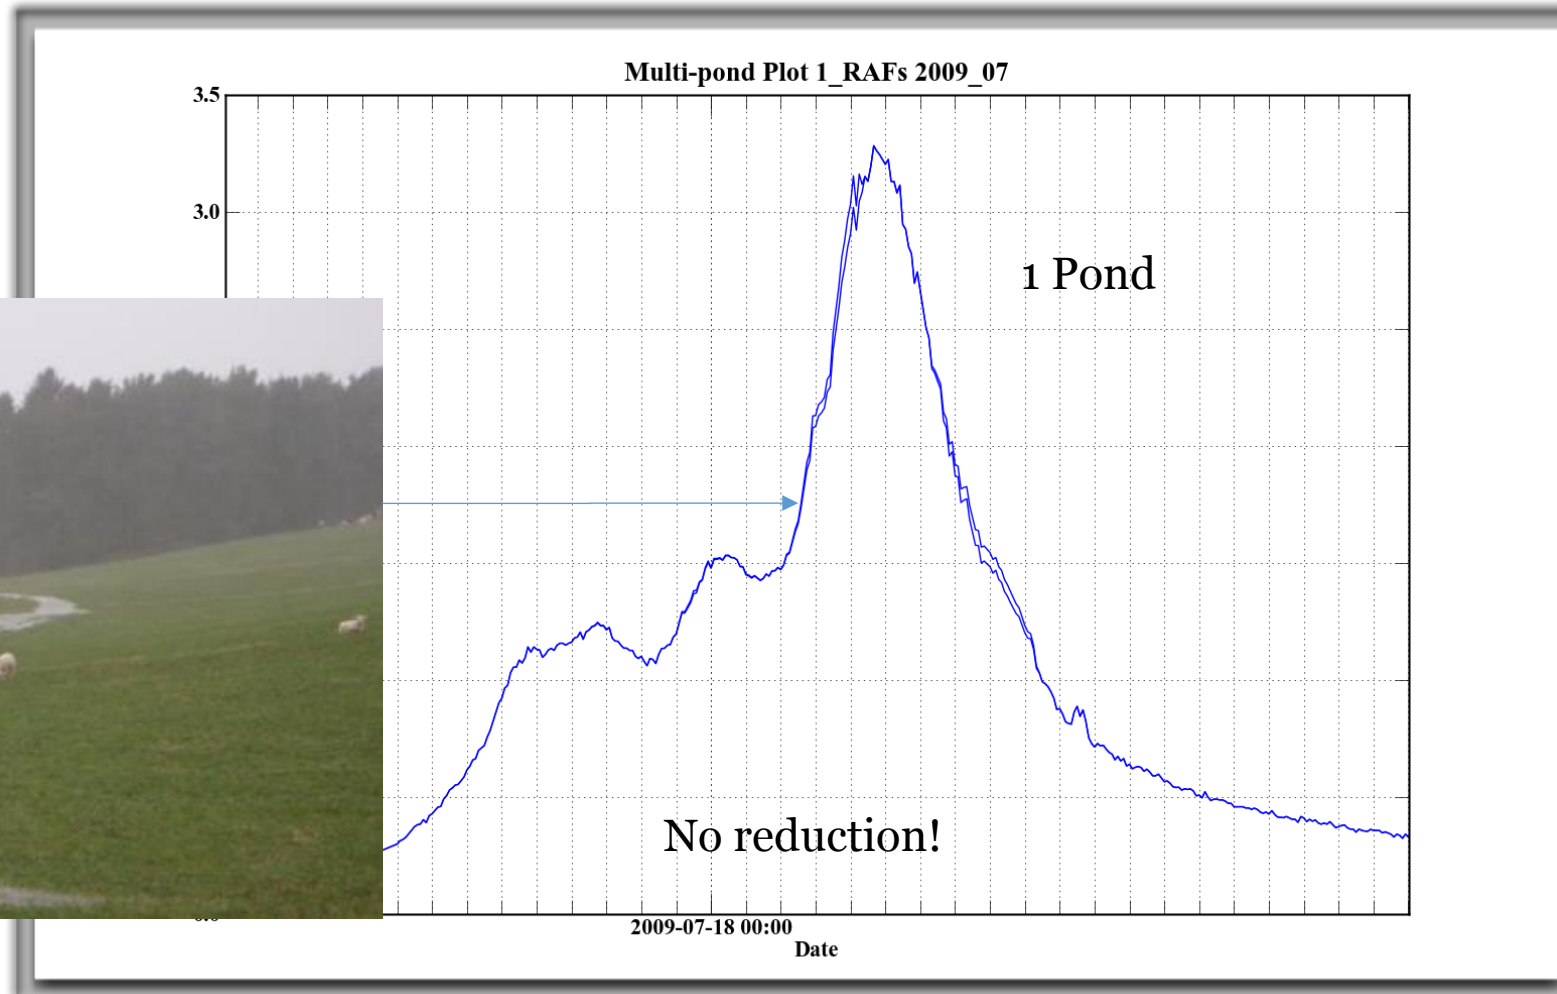 Multi-pond Plot 1_RAFs 2009_07
3.5
3.0
1 Pond
No reduction!
2009-07-18 00:00
Date